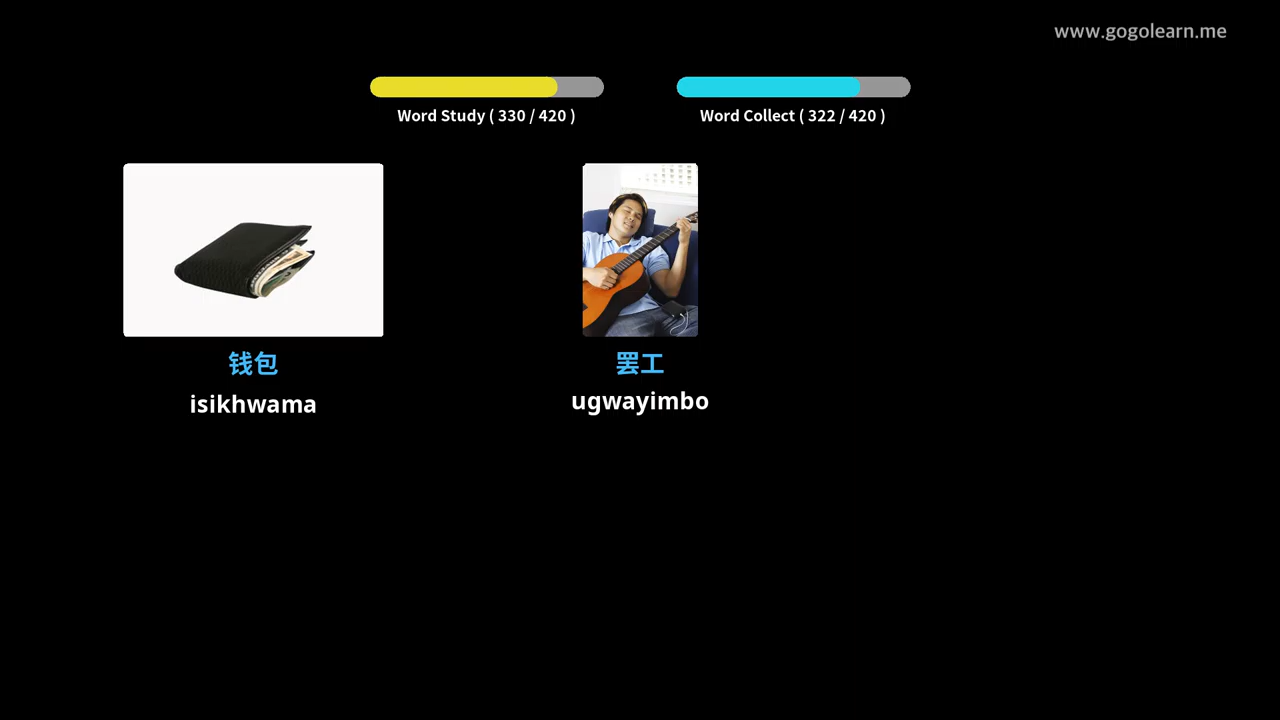 www.gogolearn.me
Word Study ( 330 / 420 )
Word Collect ( 322 / 420 )
钱包
isikhwama
罢工
ugwayimbo